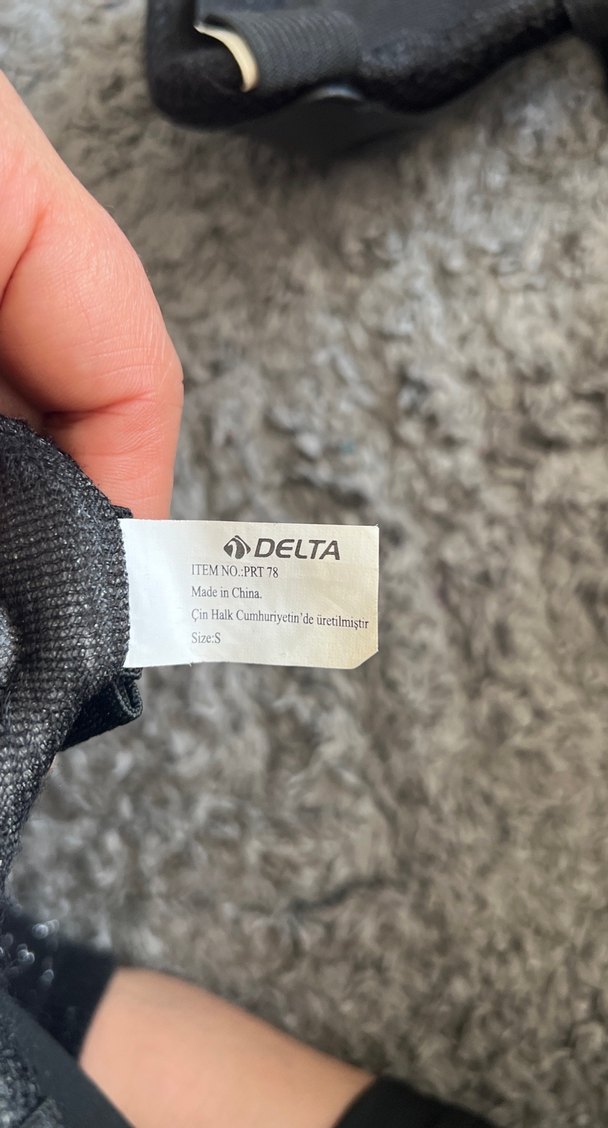 DELTA
ITEM NO.:PRT 78
Made in China.
Çin Halk Cumhuriyetin’de üretilmiştir
Size:S